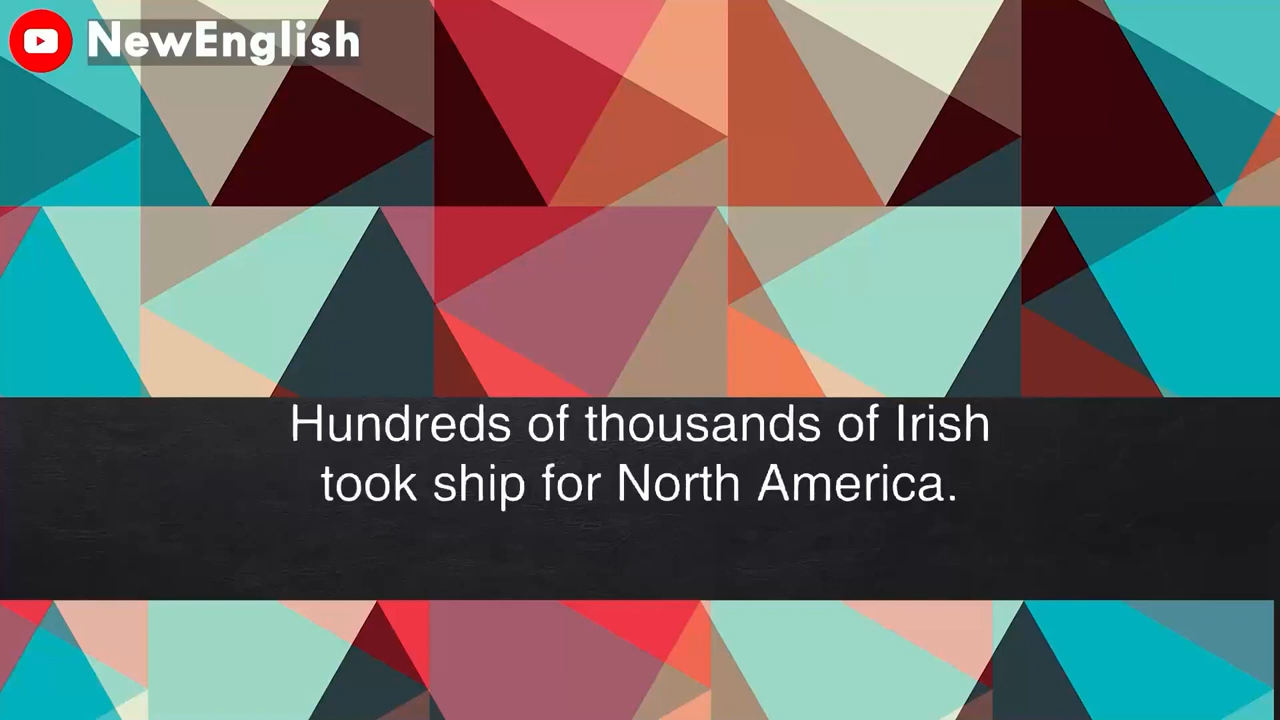 NewEnglish
Hundreds of thousands of Irish
took ship for North America.